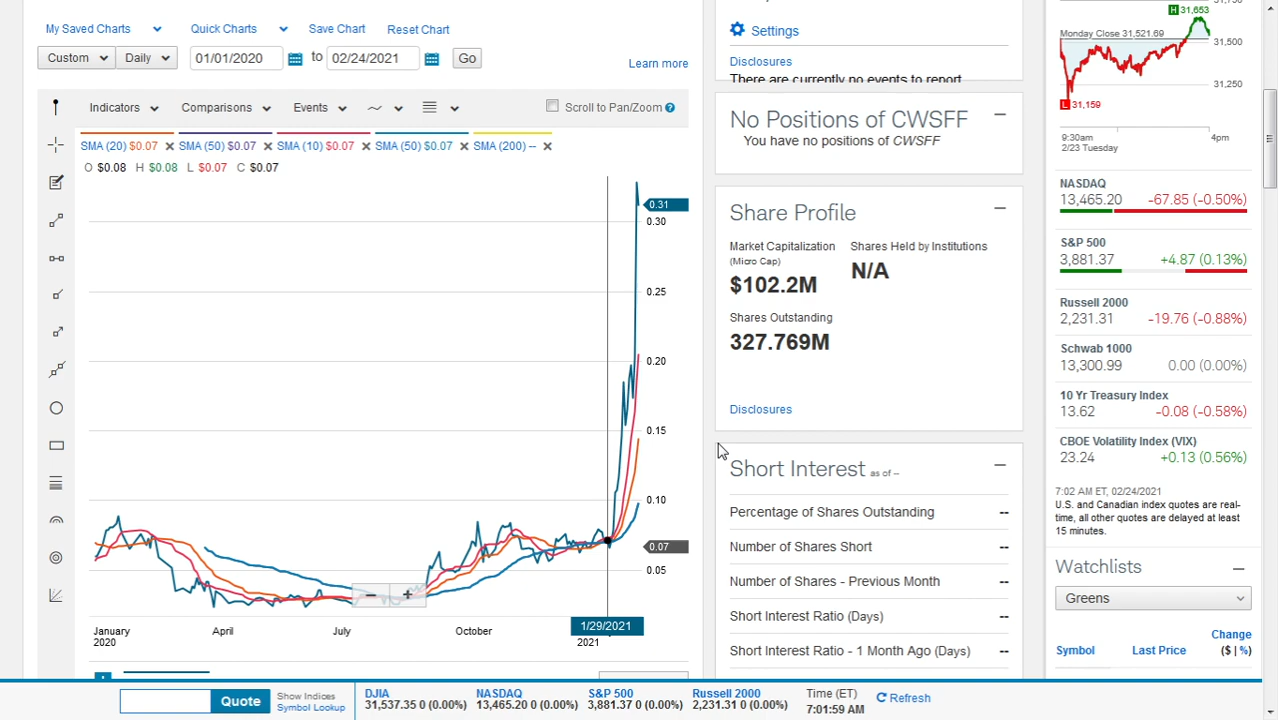 My Saved Charts Quick Charts Save Chart Reset Chart
Custom Daily 01/01/2020 to 02/24/2021 Go
Learn more
Indicators Comparisons Events Scroll to Pan/Zoom ?
SMA (20) $0.07 × SMA (50) $0.07 × SMA (10) $0.07 × SMA (50) $0.07 × SMA (200) -- ×
O $0.08 H $0.08 L $0.07 C $0.07
0.31
0.30
0.25
0.20
0.15
0.10
0.07
0.05
January April July October 1/29/2021
2020 2021
Settings
Disclosures
There are currently no events to report
No Positions of CWSFF
You have no positions of CWSFF
Share Profile
Market Capitalization Shares Held by Institutions
(Micro Cap)
$102.2M N/A
Shares Outstanding
327.769M
Disclosures
Short Interest as of --
Percentage of Shares Outstanding --
Number of Shares Short --
Number of Shares - Previous Month --
Short Interest Ratio (Days) --
Short Interest Ratio - 1 Month Ago (Days) --
H 31,653
Monday Close 31,521.69
31,500
31,250
L 31,159
9:30am 4pm
2/23 Tuesday
NASDAQ
13,465.20 -67.85 (-0.50%)
S&P 500
3,881.37 +4.87 (0.13%)
Russell 2000
2,231.31 -19.76 (-0.88%)
Schwab 1000
13,300.99 0.00 (0.00%)
10 Yr Treasury Index
13.62 -0.08 (-0.58%)
CBOE Volatility Index (VIX)
23.24 +0.13 (0.56%)
7:02 AM ET, 02/24/2021
U.S. and Canadian index quotes are real-
time, all other quotes are delayed at least
15 minutes.
Watchlists
Greens
Change
Symbol Last Price ($ | %)
Quote
Show Indices
Symbol Lookup
DJIA NASDAQ S&P 500 Russell 2000 Time (ET)
31,537.35 0 (0.00%) 13,465.20 0 (0.00%) 3,881.37 0 (0.00%) 2,231.31 0 (0.00%) 7:01:59 AM
Refresh